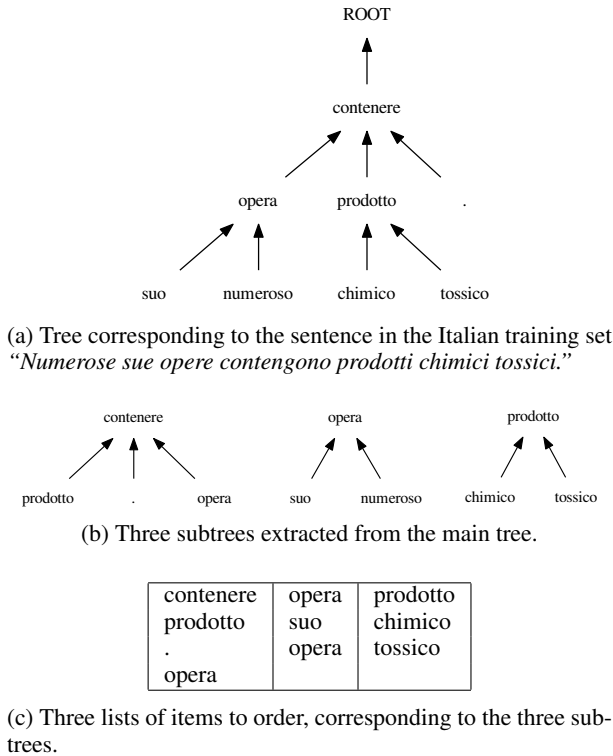 ROOT
contenere
opera prodotto .
suo numeroso chimico tossico
(a) Tree corresponding to the sentence in the Italian training set
“Numerose sue opere contengono prodotti chimici tossici.”
contenere opera prodotto
prodotto . opera suo numeroso chimico tossico
(b) Three subtrees extracted from the main tree.
contenere opera prodotto
prodotto suo chimico
. opera tossico
opera
(c) Three lists of items to order, corresponding to the three sub-
trees.